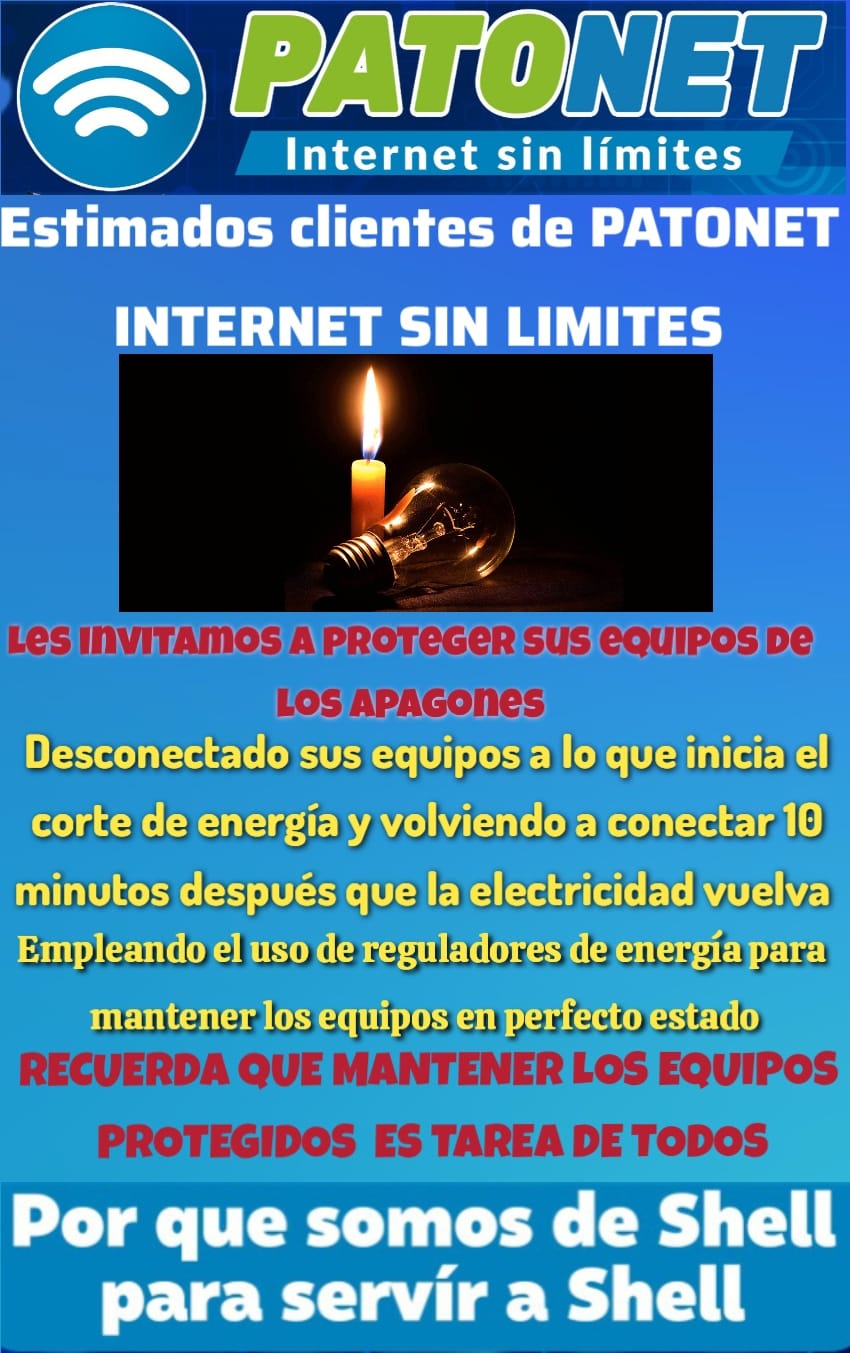 PATONET
Internet sin límites
Estimados clientes de PATONET
INTERNET SIN LIMITES
Les invitamos a proteger sus equipos de
los apagones
Desconectado sus equipos a lo que inicia el
corte de energía y volviendo a conectar 10
minutos después que la electricidad vuelva
Empleando el uso de reguladores de energía para
mantener los equipos en perfecto estado
RECUERDA QUE MANTENER LOS EQUIPOS
PROTEGIDOS ES TAREA DE TODOS
Por que somos de Shell
para servír a Shell